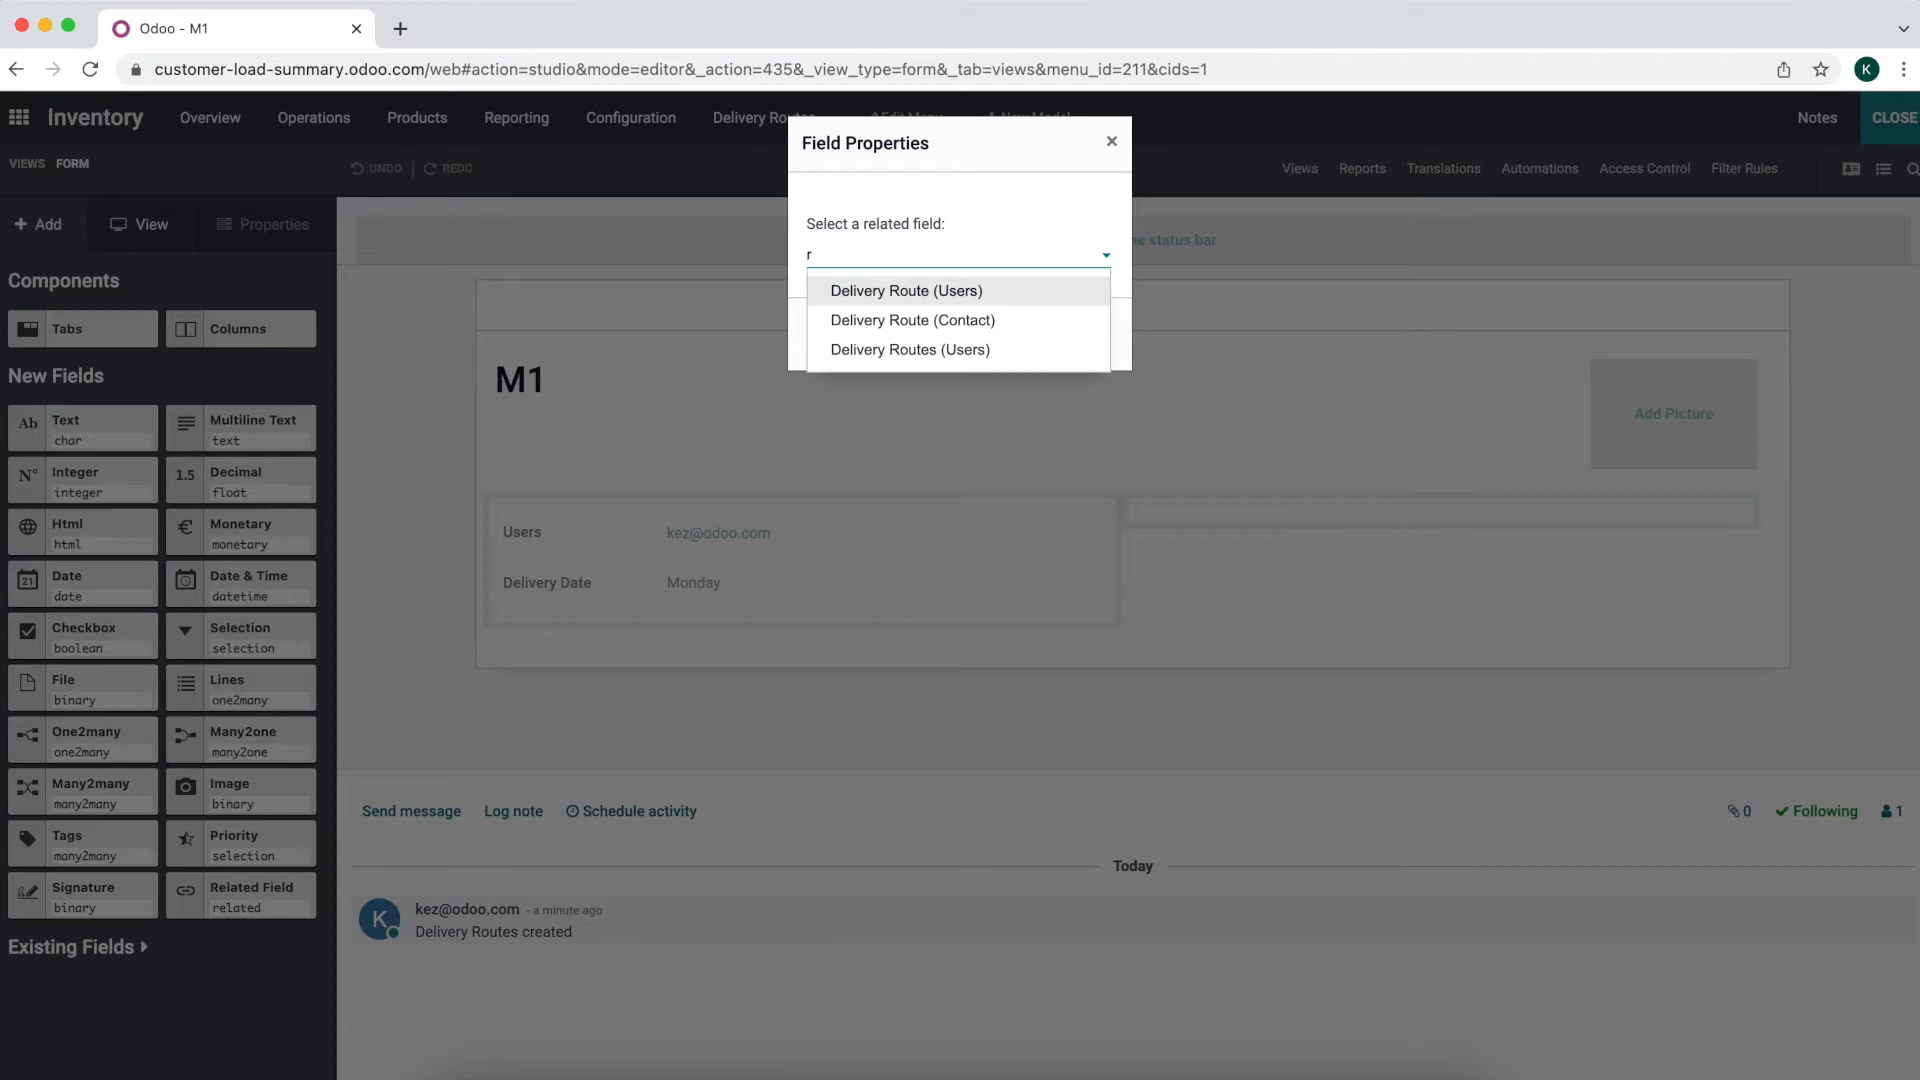 Odoo - M1
customer-load-summary.odoo.com/web#action=studio&mode=editor&_action=435&_view_type=form&_tab=views&menu_id=211&cids=1
K
Inventory
Overview
Operations
Products
Reporting
Configuration
Delivery Routes
Edit Menu
New Model
Notes
CLOSE
VIEWS FORM
UNDO
REDO
Views
Reports
Translations
Automations
Access Control
Filter Rules
Field Properties
+ Add
View
Properties
Select a related field:
he status bar
r
Delivery Route (Users)
Delivery Route (Contact)
Delivery Routes (Users)
Components
Tabs
Columns
New Fields
Ab Text
char
Multiline Text
text
N° Integer
integer
1.5 Decimal
float
Html
html
€ Monetary
monetary
21 Date
date
Date & Time
datetime
Checkbox
boolean
Selection
selection
File
binary
Lines
one2many
One2many
one2many
Many2one
many2one
Many2many
many2many
Image
binary
Tags
many2many
Priority
selection
Signature
binary
Related Field
related
Existing Fields
M1
Add Picture
Users kez@odoo.com
Delivery Date Monday
Send message
Log note
Schedule activity
0
Following
1
Today
K
kez@odoo.com - a minute ago
Delivery Routes created